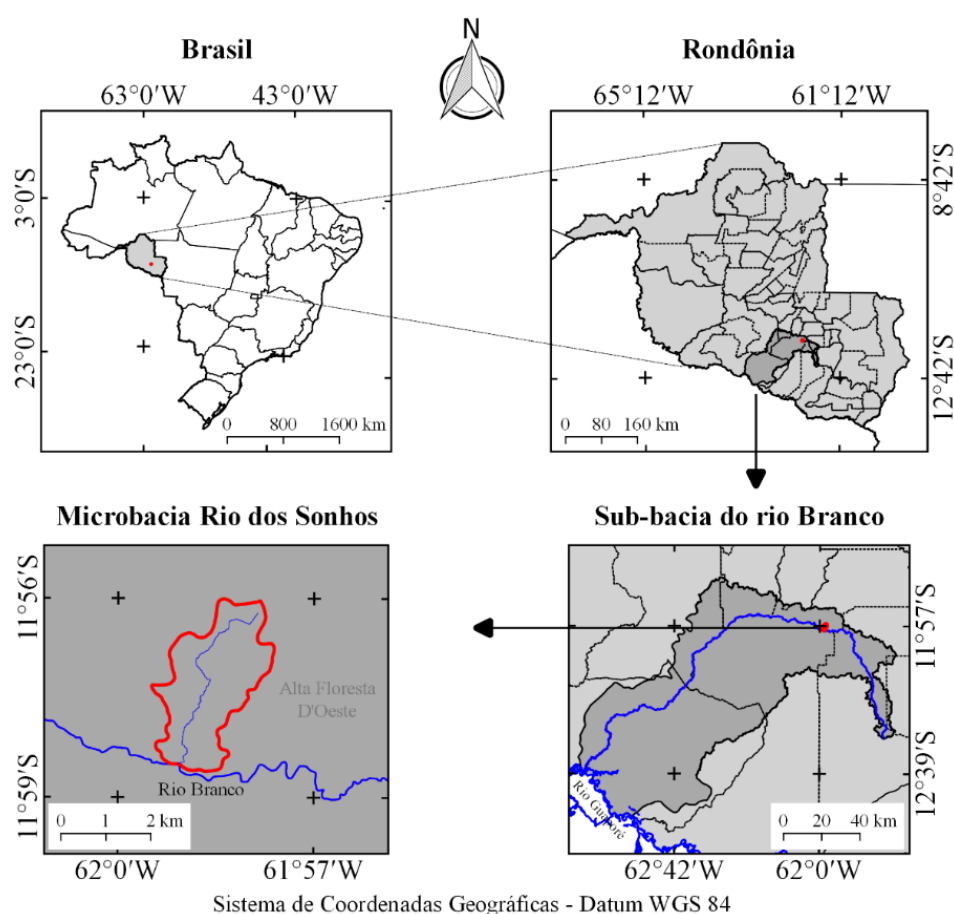 N
Brasil
63°0'W 43°0'W
3°0'S
23°0'S
0 800 1600 km
Rondônia
65°12'W 61°12'W
8°42'S
12°42'S
0 80 160 km
Microbacia Rio dos Sonhos
11°56'S
11°59'S
Alta Floresta
D'Oeste
Rio Branco
0 1 2 km
62°0'W 61°57'W
Sub-bacia do rio Branco
11°57'S
12°39'S
Rio Guaporé
0 20 40 km
62°42'W 62°0'W
Sistema de Coordenadas Geográficas - Datum WGS 84